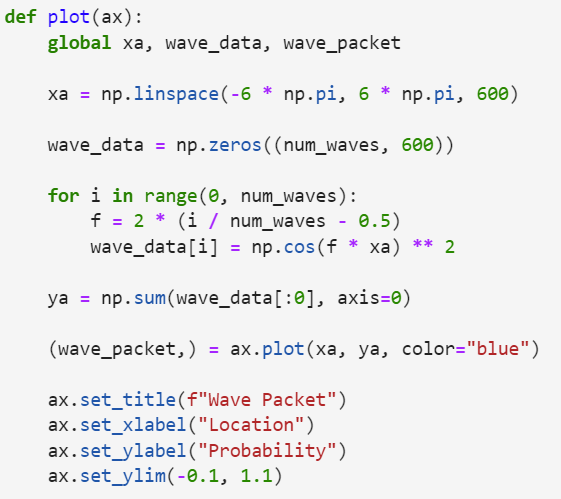 def plot(ax):
    global xa, wave_data, wave_packet

    xa = np.linspace(-6 * np.pi, 6 * np.pi, 600)

    wave_data = np.zeros((num_waves, 600))

    for i in range(0, num_waves):
        f = 2 * (i / num_waves - 0.5)
        wave_data[i] = np.cos(f * xa) ** 2

    ya = np.sum(wave_data[:0], axis=0)

    (wave_packet,) = ax.plot(xa, ya, color="blue")

    ax.set_title(f"Wave Packet")
    ax.set_xlabel("Location")
    ax.set_ylabel("Probability")
    ax.set_ylim(-0.1, 1.1)